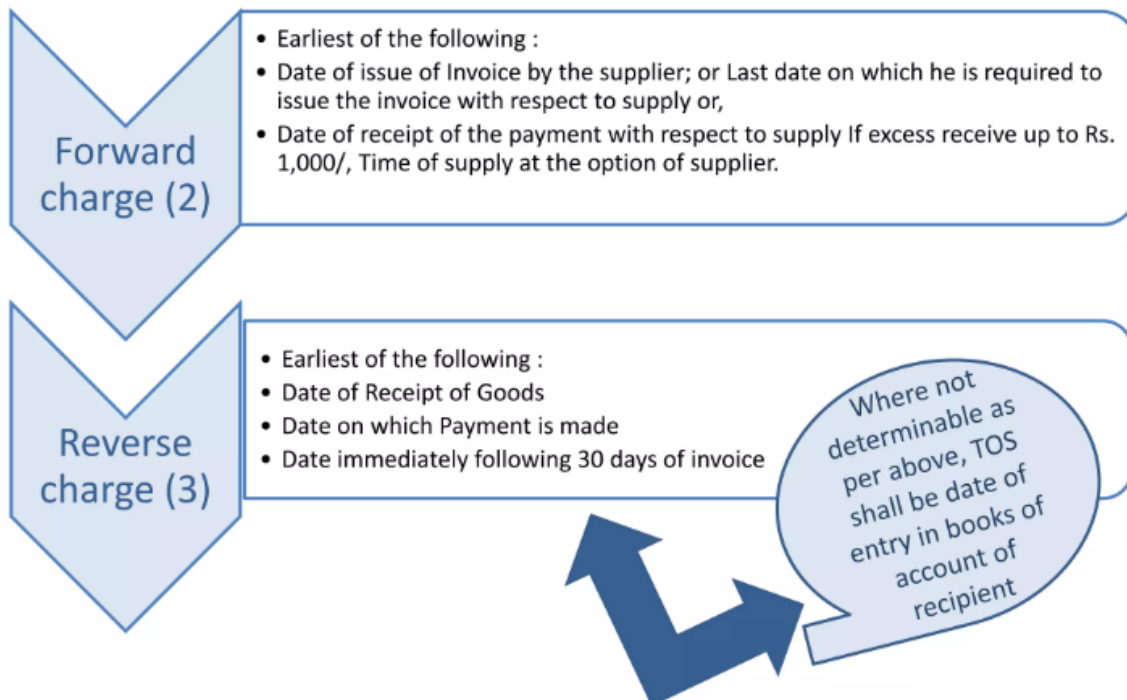 Forward
charge (2)
• Earliest of the following :
• Date of issue of Invoice by the supplier; or Last date on which he is required to
issue the invoice with respect to supply or,
• Date of receipt of the payment with respect to supply If excess receive up to Rs.
1,000/, Time of supply at the option of supplier.
Reverse
charge (3)
• Earliest of the following :
• Date of Receipt of Goods
• Date on which Payment is made
• Date immediately following 30 days of invoice
Where not
determinable as
per above, TOS
shall be date of
entry in books of
account of
recipient